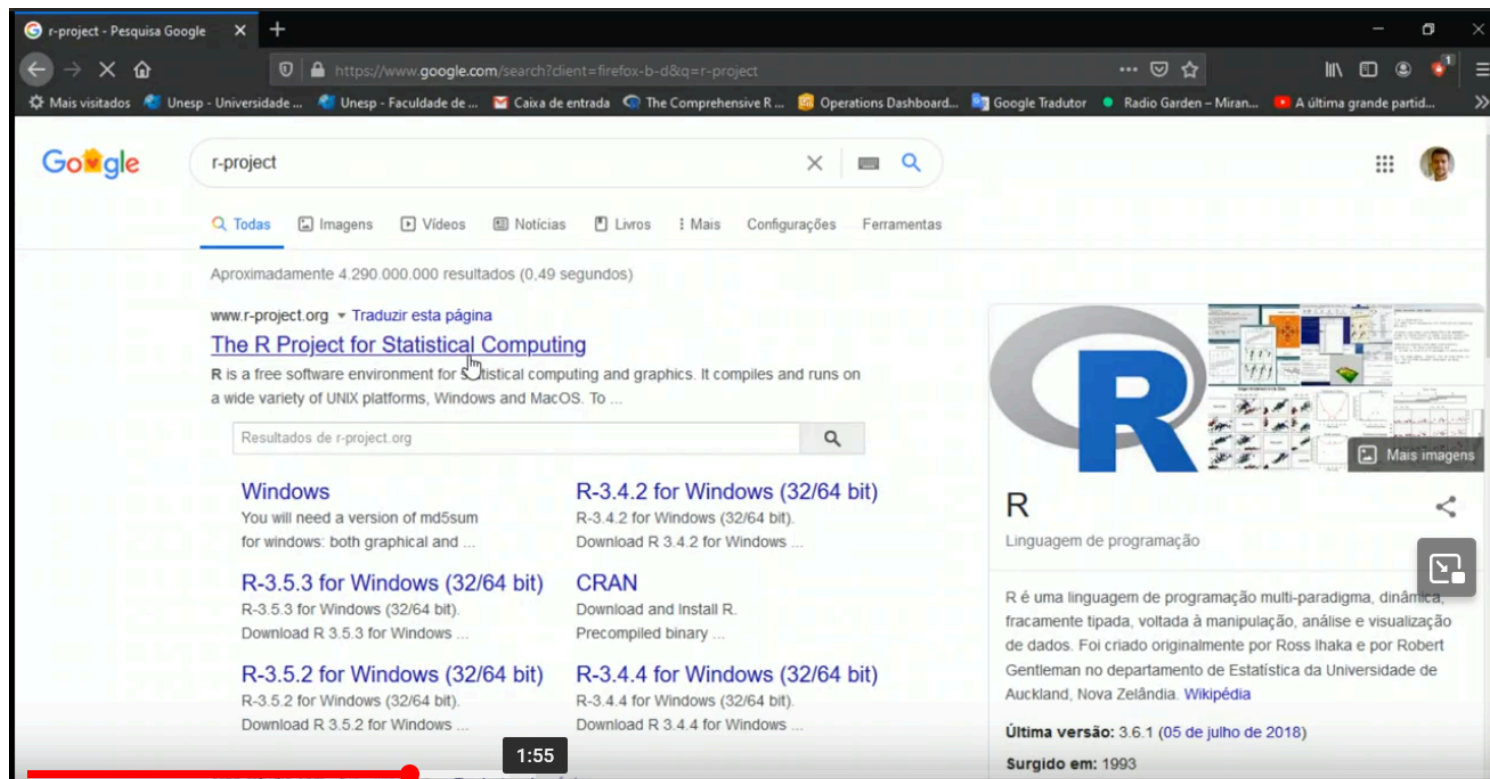 r-project - Pesquisa Google
https://www.google.com/search?client=firefox-b-d&q=r-project
1
Mais visitados
Unesp - Universidade ...
Unesp - Faculdade de ...
Caixa de entrada
The Comprehensive R ...
Operations Dashboard...
Google Tradutor
Radio Garden – Miran...
A última grande partid...
Google
r-project
Todas
Imagens
Vídeos
Notícias
Livros
Mais
Configurações
Ferramentas
Aproximadamente 4.290.000.000 resultados (0,49 segundos)
www.r-project.org
Traduzir esta página
The R Project for Statistical Computing
R is a free software environment for Statistical computing and graphics. It compiles and runs on
a wide variety of UNIX platforms, Windows and MacOS. To ...
Resultados de r-project.org
Windows
You will need a version of md5sum
for windows: both graphical and ...
R-3.4.2 for Windows (32/64 bit)
R-3.4.2 for Windows (32/64 bit).
Download R 3.4.2 for Windows ...
R-3.5.3 for Windows (32/64 bit)
R-3.5.3 for Windows (32/64 bit).
Download R 3.5.3 for Windows ...
CRAN
Download and Install R.
Precompiled binary ...
R-3.5.2 for Windows (32/64 bit)
R-3.5.2 for Windows (32/64 bit).
Download R 3.5.2 for Windows ...
R-3.4.4 for Windows (32/64 bit)
R-3.4.4 for Windows (32/64 bit).
Download R 3.4.4 for Windows ...
R
Mais imagens
R
Linguagem de programação
R é uma linguagem de programação multi-paradigma, dinâmica,
fracamente tipada, voltada à manipulação, análise e visualização
de dados. Foi criado originalmente por Ross Ihaka e por Robert
Gentleman no departamento de Estatística da Universidade de
Auckland, Nova Zelândia. Wikipédia
Última versão: 3.6.1 (05 de julho de 2018)
Surgido em: 1993
1:55